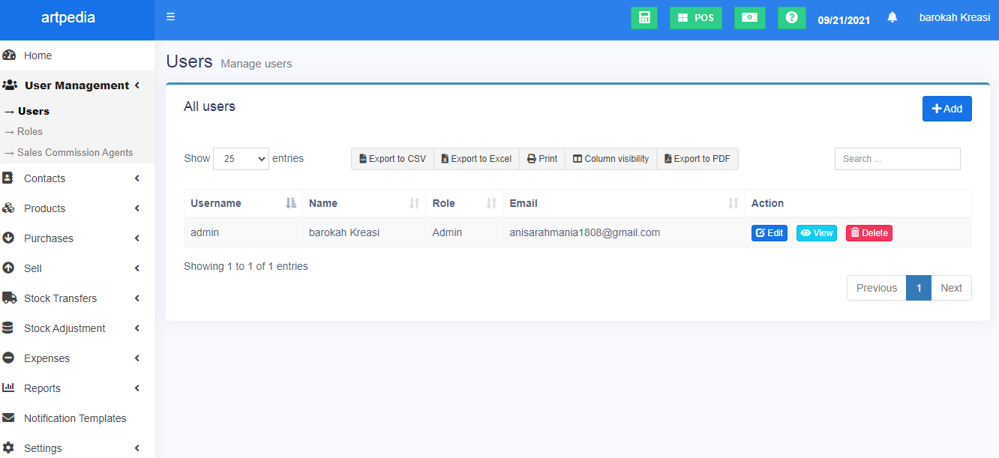 artpedia
☰
POS
09/21/2021
barokah Kreasi
Home
User Management
→ Users
→ Roles
→ Sales Commission Agents
Contacts
Products
Purchases
Sell
Stock Transfers
Stock Adjustment
Expenses
Reports
Notification Templates
Settings
Users Manage users
All users
Add
Show 25 entries
Export to CSV Export to Excel Print Column visibility Export to PDF
Search ...
Username Name Role Email Action
admin barokah Kreasi Admin anisarahmania1808@gmail.com Edit View Delete
Showing 1 to 1 of 1 entries
Previous 1 Next